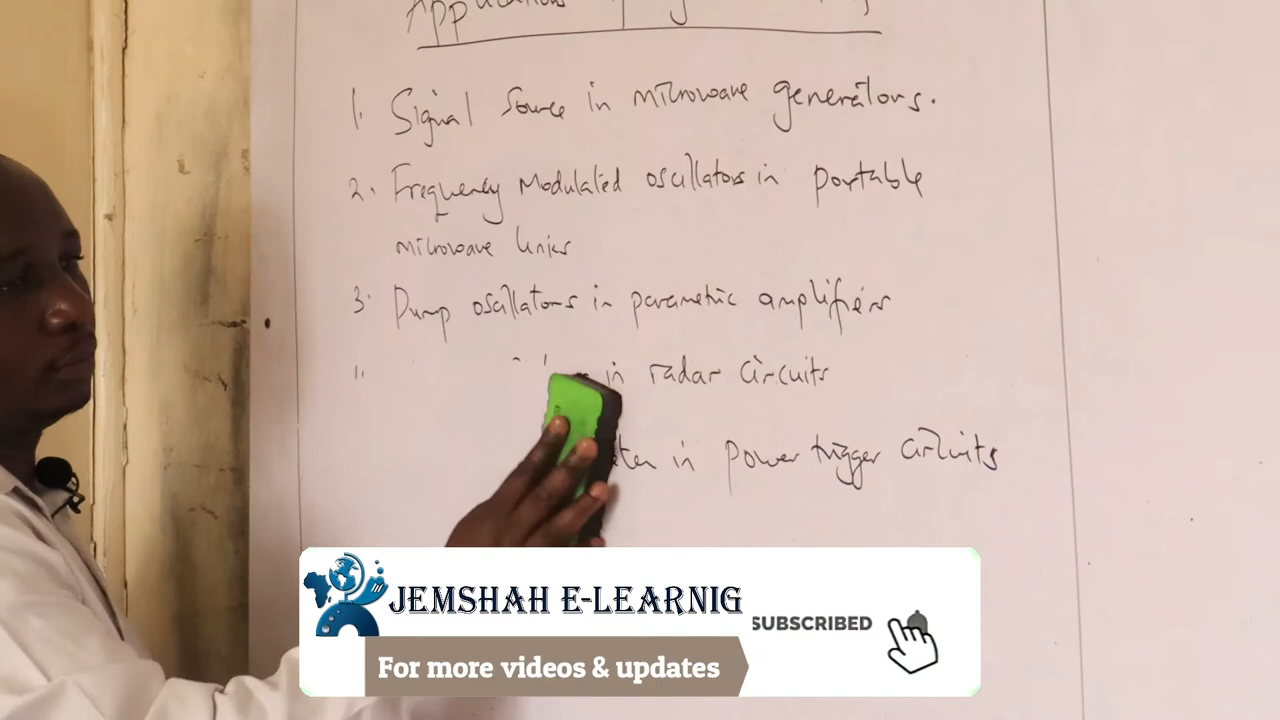 1. Signal Source in microwave generators.
2. Frequency Modulated oscillators in portable
microwave links
3. Pump oscillators in parametric amplifiers
in radar circuits
in power trigger circuits
JEMSHAH E-LEARNIG
SUBSCRIBED
For more videos & updates